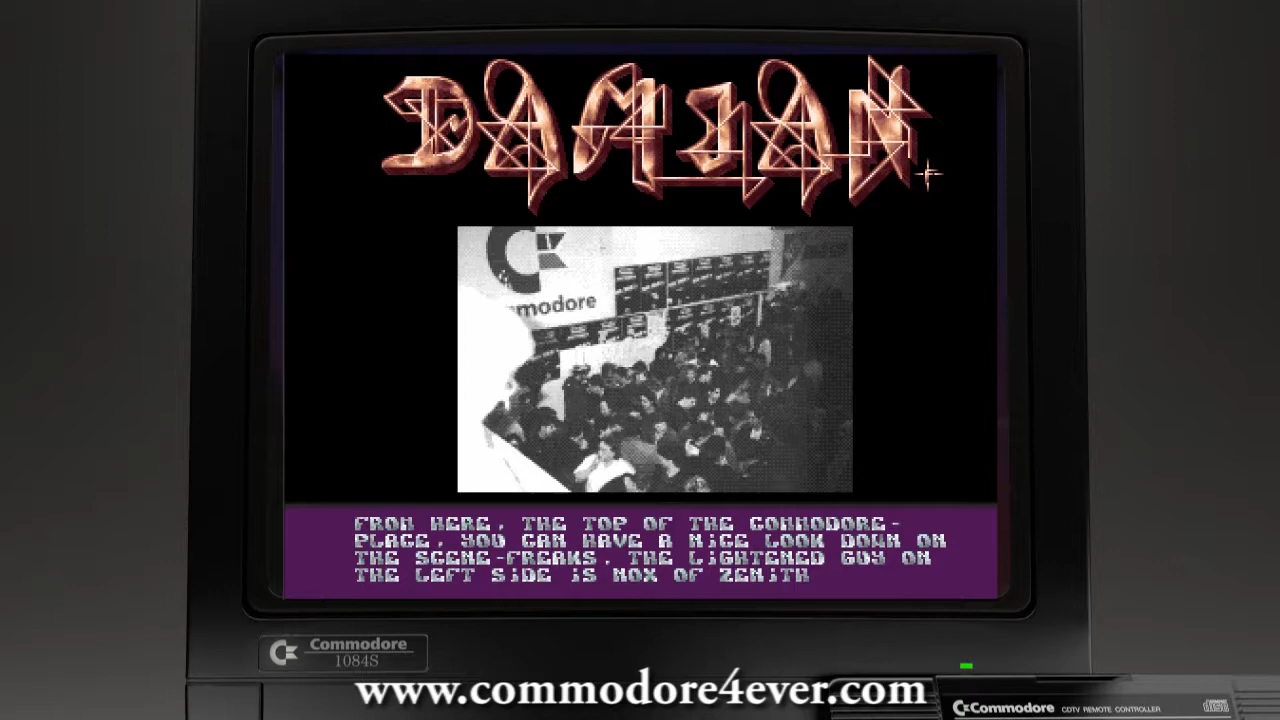 DAMIAN
Commodore
FROM HERE, THE TOP OF THE COMMODORE-
PLACE, YOU CAN HAVE A NiCE LOOK DOWN ON
THE SCENE-FREAKS. THE LiGHTENED GUY ON
THE LEFT SiDE iS NOX OF ZENiTH
Commodore
1084S
www.commodore4ever.com
Commodore CDTV REMOTE CONTROLLER disc